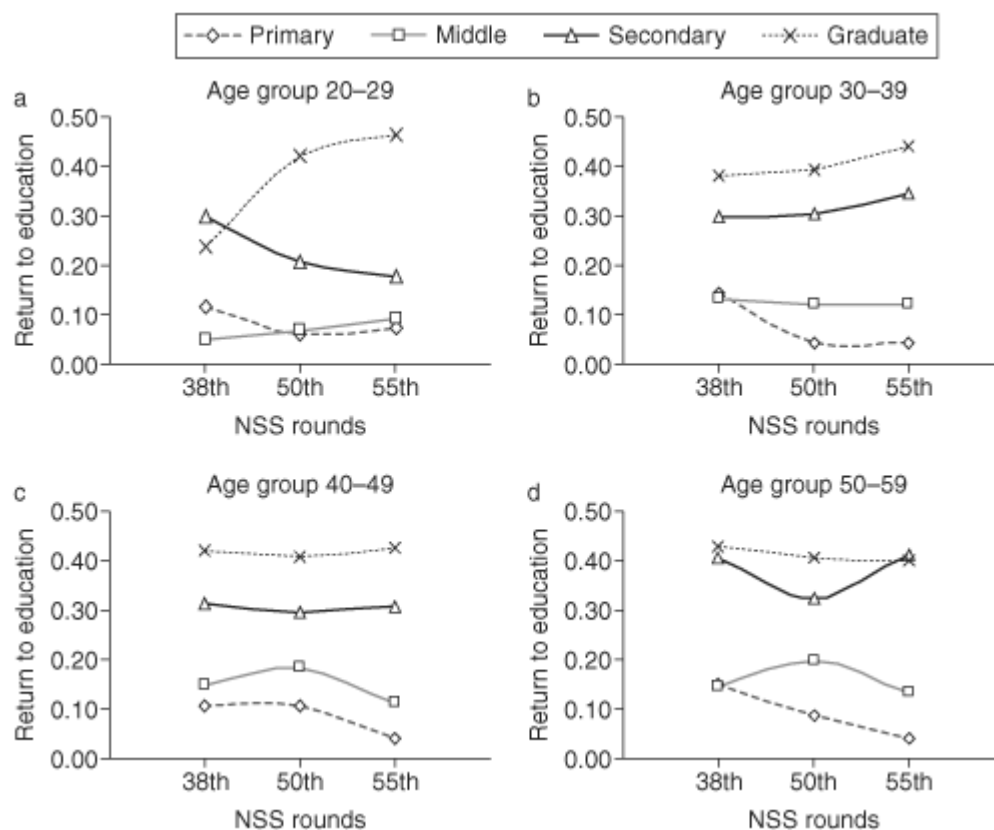 Primary Middle Secondary Graduate
a Age group 20–29
Return to education
0.50
0.40
0.30
0.20
0.10
0.00
38th 50th 55th
NSS rounds
b Age group 30–39
Return to education
0.50
0.40
0.30
0.20
0.10
0.00
38th 50th 55th
NSS rounds
c Age group 40–49
Return to education
0.50
0.40
0.30
0.20
0.10
0.00
38th 50th 55th
NSS rounds
d Age group 50–59
Return to education
0.50
0.40
0.30
0.20
0.10
0.00
38th 50th 55th
NSS rounds